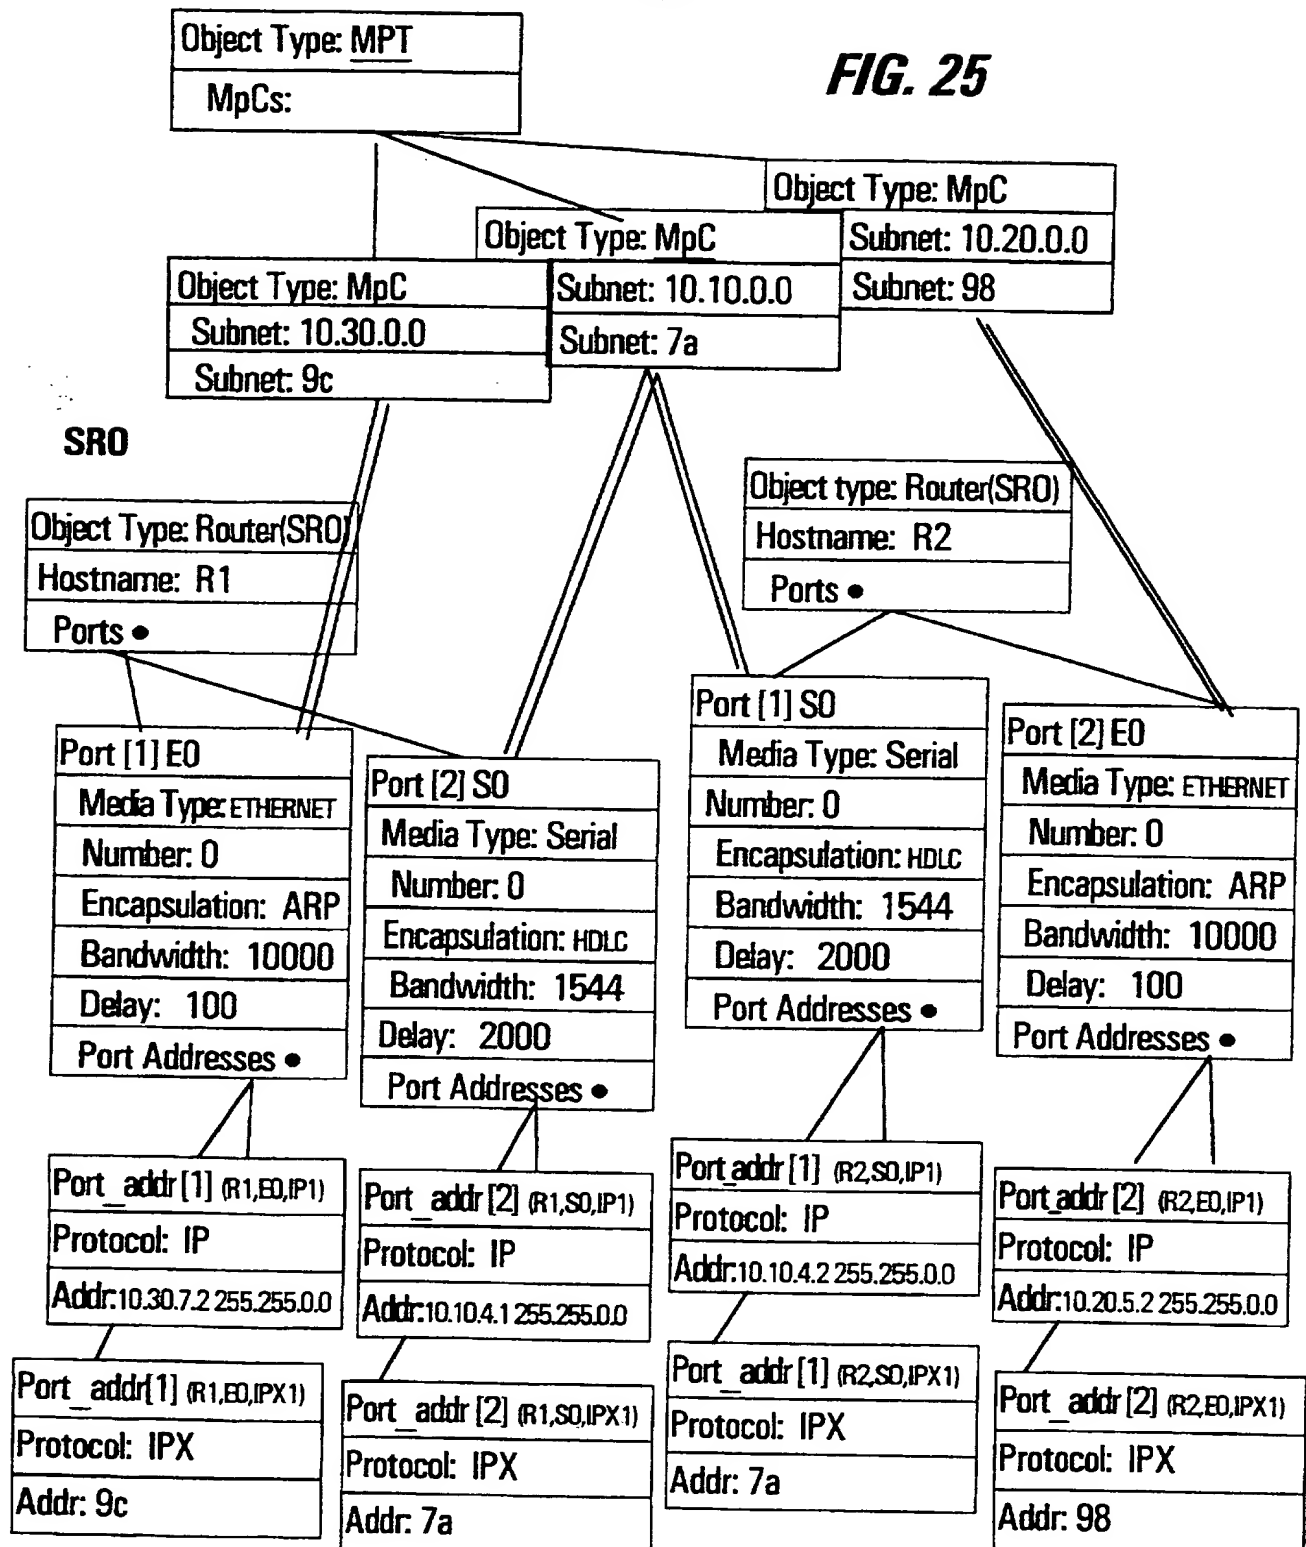 FIG. 25
Object Type: MPT
MpCs:
Object Type: MpC
Subnet: 10.20.0.0
Subnet: 98
Object Type: MpC
Subnet: 10.10.0.0
Subnet: 7a
Object Type: MpC
Subnet: 10.30.0.0
Subnet: 9c
SRO
Object Type: Router(SRO)
Hostname: R1
Ports •
Object type: Router(SRO)
Hostname: R2
Ports •
Port [1] E0
Media Type: ETHERNET
Number: 0
Encapsulation: ARP
Bandwidth: 10000
Delay: 100
Port Addresses •
Port [2] S0
Media Type: Serial
Number: 0
Encapsulation: HDLC
Bandwidth: 1544
Delay: 2000
Port Addresses •
Port [1] S0
Media Type: Serial
Number: 0
Encapsulation: HDLC
Bandwidth: 1544
Delay: 2000
Port Addresses •
Port [2] E0
Media Type: ETHERNET
Number: 0
Encapsulation: ARP
Bandwidth: 10000
Delay: 100
Port Addresses •
Port_addr [1] (R1,E0,IP1)
Protocol: IP
Addr:10.30.7.2 255.255.0.0
Port_addr [2] (R1,S0,IP1)
Protocol: IP
Addr:10.10.4.1 255.255.0.0
Port_addr [1] (R2,S0,IP1)
Protocol: IP
Addr:10.10.4.2 255.255.0.0
Port_addr [2] (R2,E0,IP1)
Protocol: IP
Addr:10.20.5.2 255.255.0.0
Port_addr[1] (R1,E0,IPX1)
Protocol: IPX
Addr: 9c
Port_addr [2] (R1,S0,IPX1)
Protocol: IPX
Addr: 7a
Port_addr [1] (R2,S0,IPX1)
Protocol: IPX
Addr: 7a
Port_addr [2] (R2,E0,IPX1)
Protocol: IPX
Addr: 98